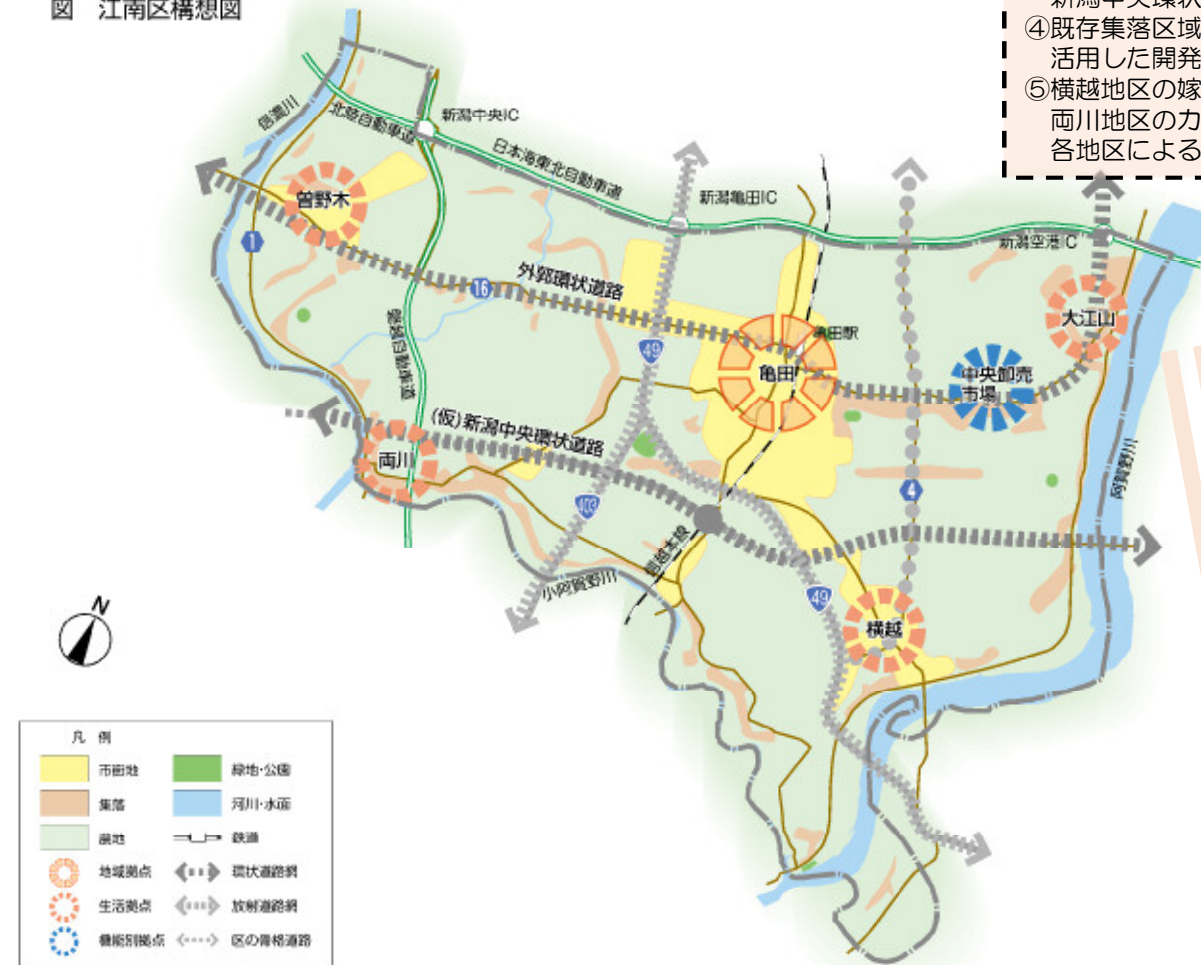 図　江南区構想図
④既存集落区域
活用した開発
⑤横越地区の嫁
両川地区のカ
各地区による
信濃川
北陸自動車道
新潟中央IC
日本海東北自動車道
新潟亀田IC
新潟空港IC
曽野木
1
16
外郭環状道路
49
亀田駅
亀田
大江山
中央卸売
市場
磐越自動車道
(仮)新潟中央環状道路
両川
403
4
阿賀野川
小阿賀野川
49
横越
N
凡 例
市街地
緑地・公園
集落
河川・水面
農地
鉄道
地域拠点
環状道路網
生活拠点
放射道路網
機能別拠点
区の骨格道路